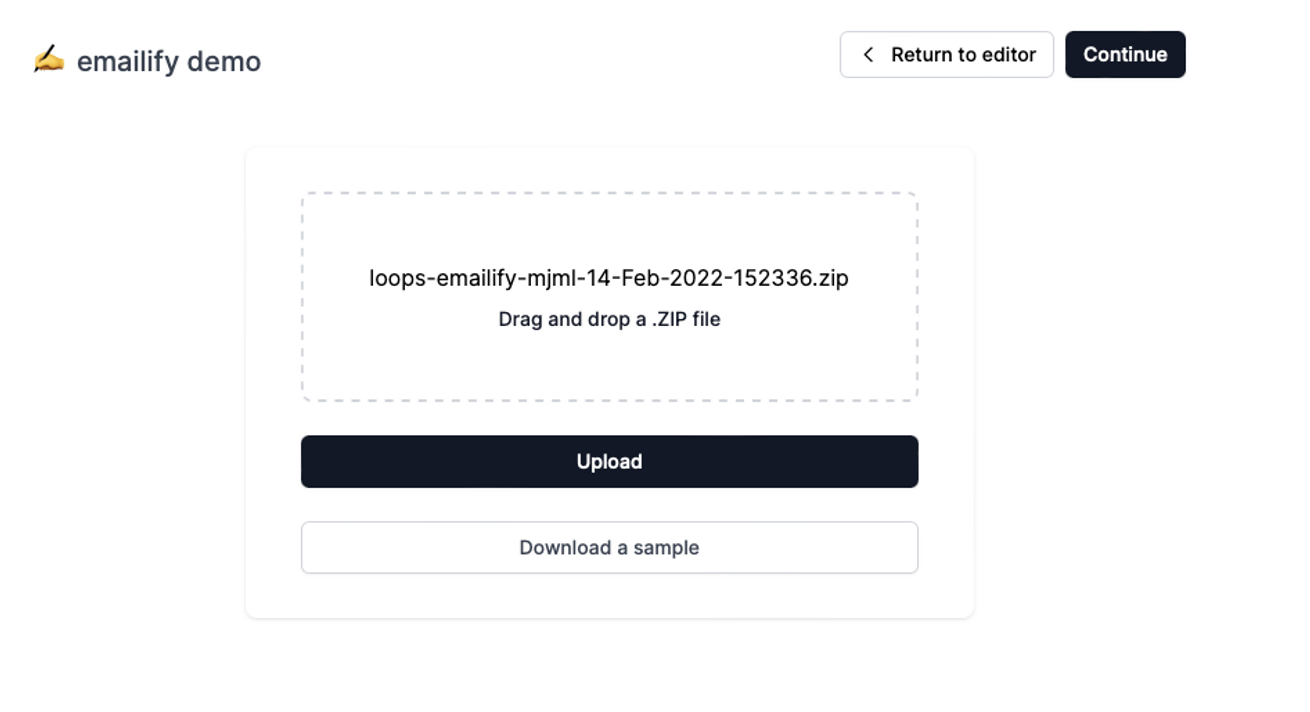 emailify demo
Return to editor
Continue
loops-emailify-mjml-14-Feb-2022-152336.zip
Drag and drop a .ZIP file
Upload
Download a sample